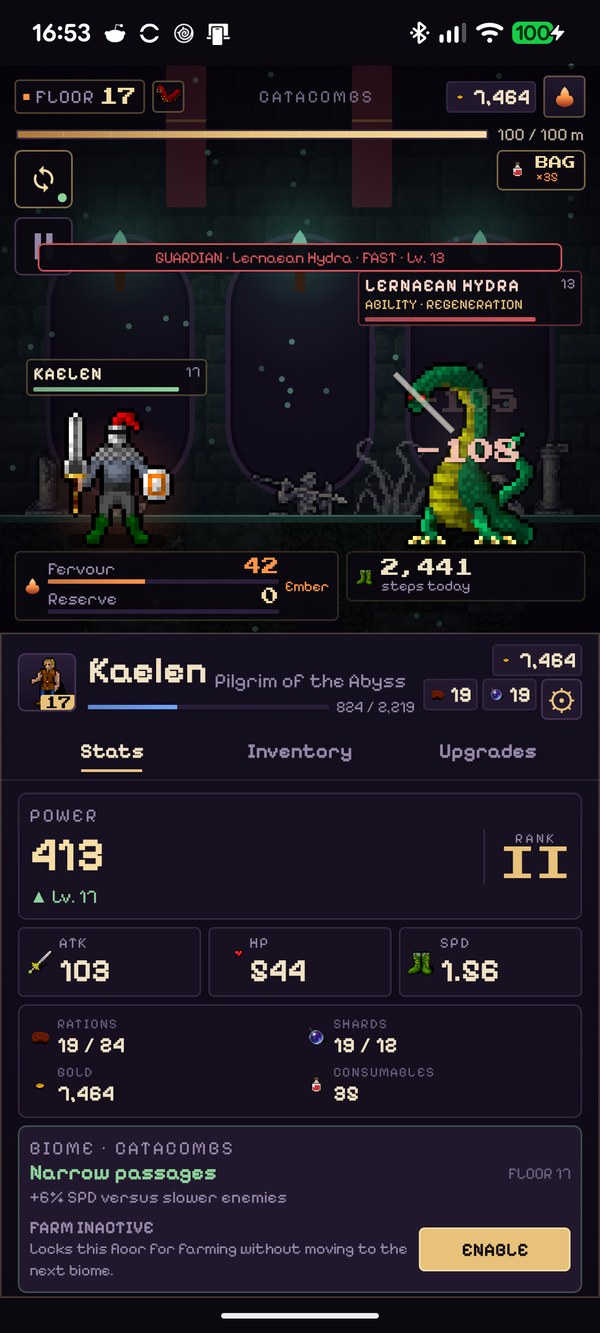 16:53
100
FLOOR 17
CATACOMBS
7,464
100 / 100 m
BAG
×38
GUARDIAN · Lernaean Hydra · FAST · Lv. 13
LERNAEAN HYDRA 13
ABILITY · REGENERATION
KAELEN 17
-105
-108
Fervour 42
Ember
Reserve 0
2,441
steps today
Kaelen Pilgrim of the Abyss
7,464
17
824 / 2,219
19
19
Stats Inventory Upgrades
POWER
413
▲ Lv. 17
RANK
II
ATK
103
HP
844
SPD
1.86
RATIONS
19 / 24
SHARDS
19 / 12
GOLD
7,464
CONSUMABLES
38
BIOME · CATACOMBS
Narrow passages
FLOOR 17
+6% SPD versus slower enemies
FARM INACTIVE
Locks this floor for farming without moving to the
next biome.
ENABLE